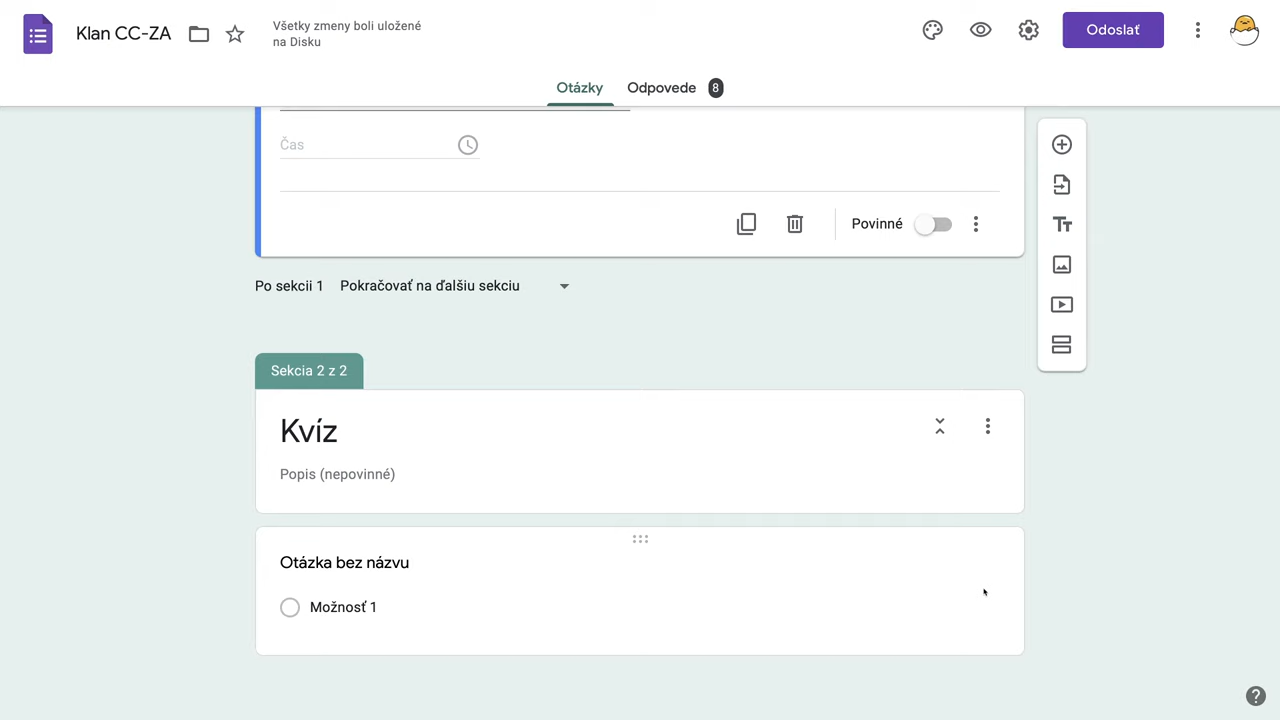 Klan CC-ZA
Všetky zmeny boli uložené
na Disku
Odoslať
Otázky
Odpovede 8
Čas
Povinné
Po sekcii 1 Pokračovať na ďalšiu sekciu
Sekcia 2 z 2
Kvíz
Popis (nepovinné)
Otázka bez názvu
Možnosť 1